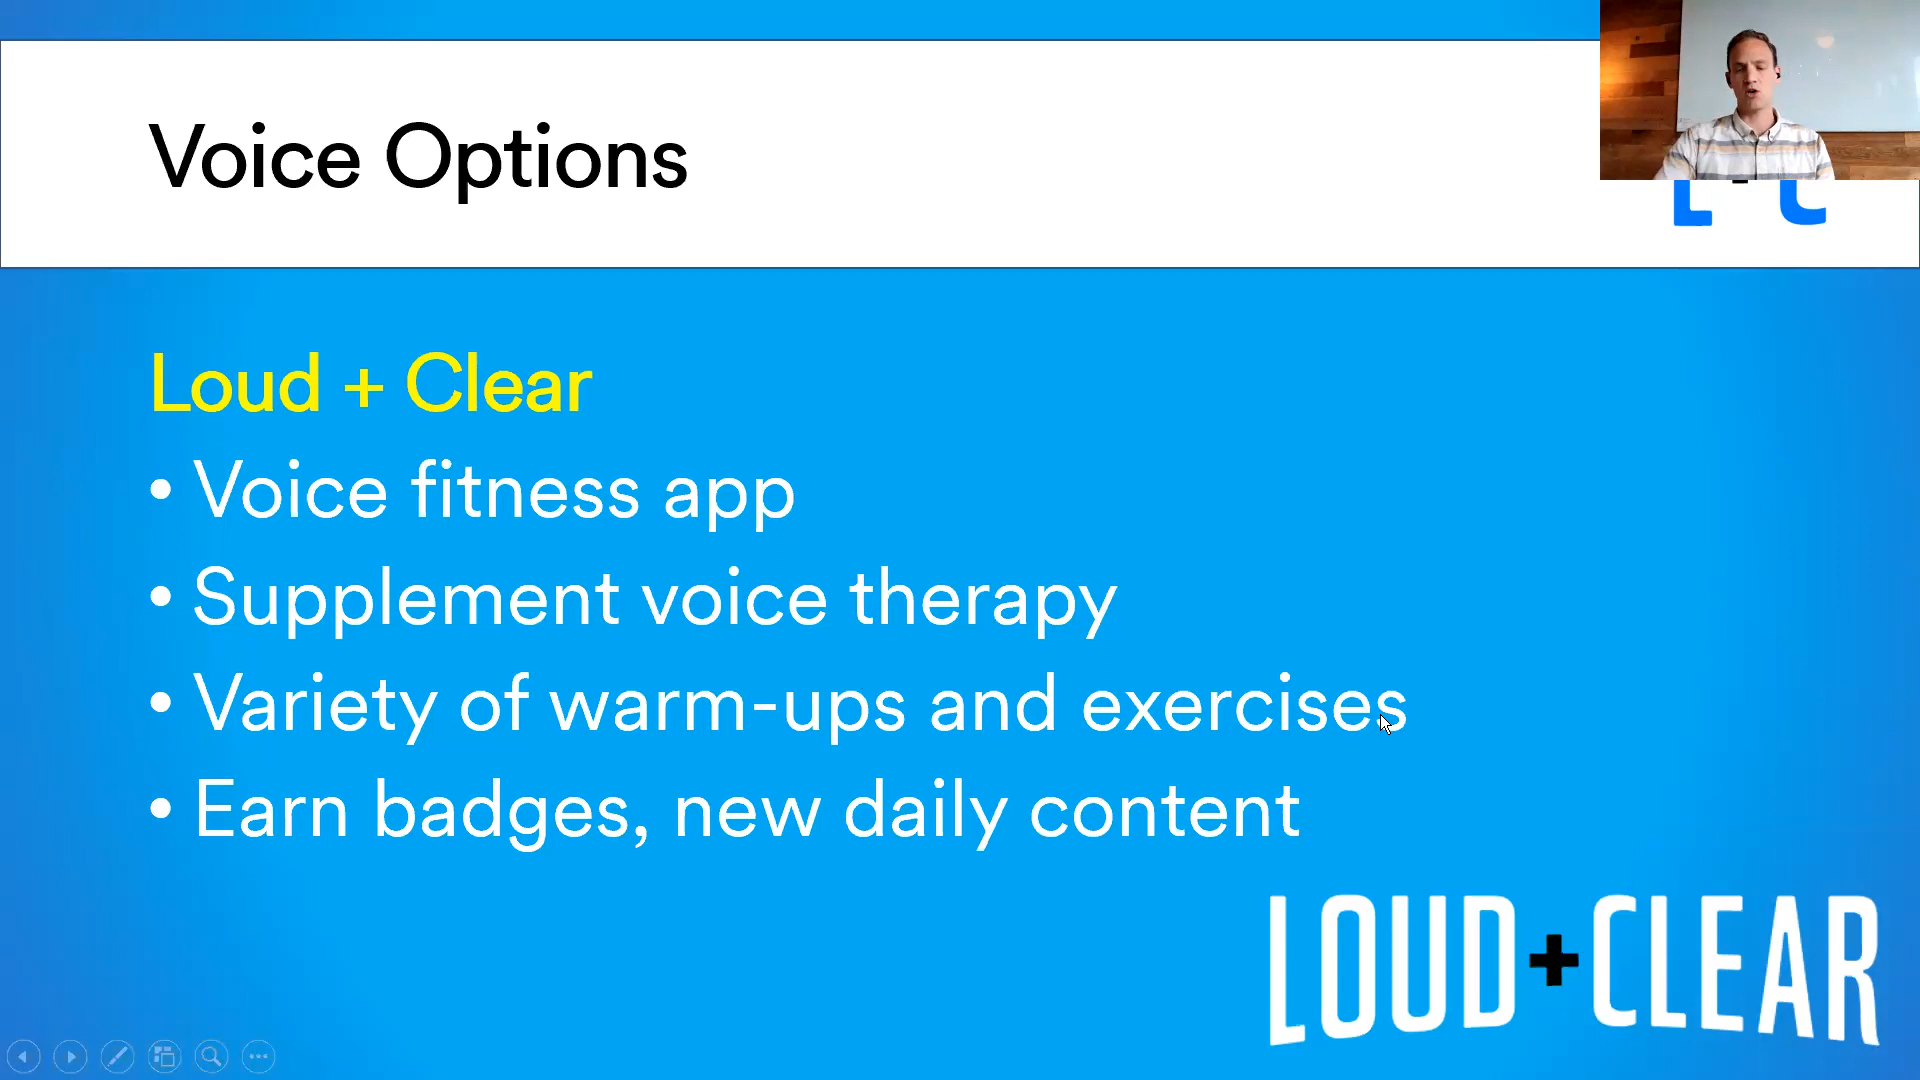 Voice Options
Loud + Clear
• Voice fitness app
• Supplement voice therapy
• Variety of warm-ups and exercises
• Earn badges, new daily content
LOUD+CLEAR